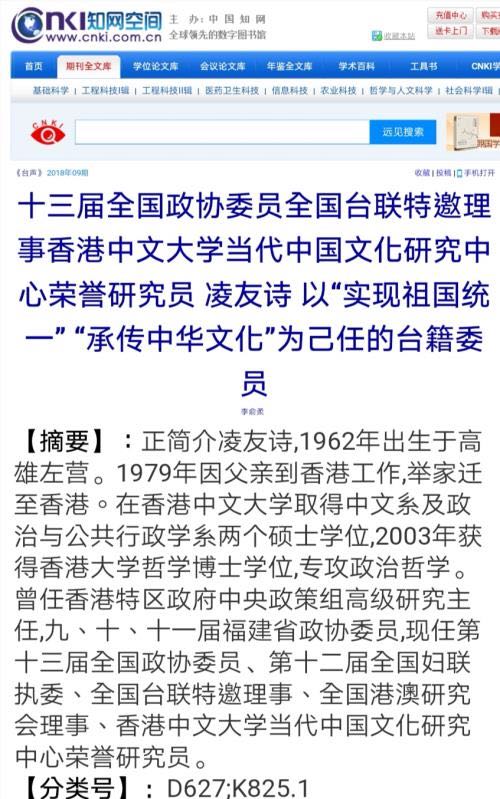 Cnki知网空间
www.cnki.com.cn
主 办：中 国 知 网
全球领先的数字图书馆
收藏本站
充值中心
购买
送卡上门
下载
首页
期刊全文库
学位论文库
会议论文库
年鉴全文库
学术百科
工具书
CNKI学
基础科学 | 工程科技I辑 | 工程科技II辑 | 医药卫生科技 | 信息科技 | 农业科技 | 哲学与人文科学 | 社会科学I辑
CNKI
远见搜索
《台声》 2018年09期
收藏 | 投稿 | 手机打开
十三届全国政协委员全国台联特邀理
事香港中文大学当代中国文化研究中
心荣誉研究员 凌友诗 以“实现祖国统
一” “承传中华文化”为己任的台籍委
员
李俞柔
【摘要】：正简介凌友诗,1962年出生于高
雄左营。1979年因父亲到香港工作,举家迁
至香港。在香港中文大学取得中文系及政
治与公共行政学系两个硕士学位,2003年获
得香港大学哲学博士学位,专攻政治哲学。
曾任香港特区政府中央政策组高级研究主
任,九、十、十一届福建省政协委员,现任第
十三届全国政协委员、第十二届全国妇联
执委、全国台联特邀理事、全国港澳研究
会理事、香港中文大学当代中国文化研究
中心荣誉研究员。
【分类号】：D627;K825.1